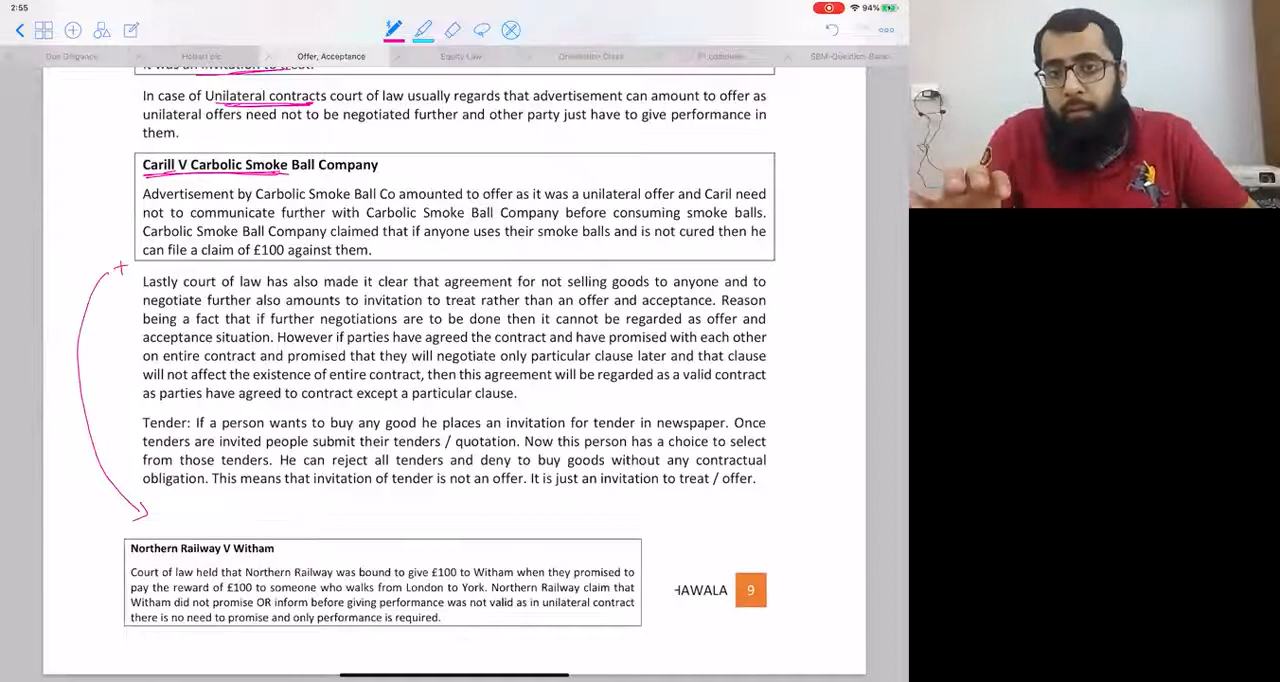 2:55
94%
Due Diligence
Offer, Acceptance
Equity Law
Orientation Class
it was an invitation to treat.
In case of Unilateral contracts court of law usually regards that advertisement can amount to offer as
unilateral offers need not to be negotiated further and other party just have to give performance in
them.
Carill V Carbolic Smoke Ball Company
Advertisement by Carbolic Smoke Ball Co amounted to offer as it was a unilateral offer and Caril need
not to communicate further with Carbolic Smoke Ball Company before consuming smoke balls.
Carbolic Smoke Ball Company claimed that if anyone uses their smoke balls and is not cured then he
can file a claim of £100 against them.
Lastly court of law has also made it clear that agreement for not selling goods to anyone and to
negotiate further also amounts to invitation to treat rather than an offer and acceptance. Reason
being a fact that if further negotiations are to be done then it cannot be regarded as offer and
acceptance situation. However if parties have agreed the contract and have promised with each other
on entire contract and promised that they will negotiate only particular clause later and that clause
will not affect the existence of entire contract, then this agreement will be regarded as a valid contract
as parties have agreed to contract except a particular clause.
Tender: If a person wants to buy any good he places an invitation for tender in newspaper. Once
tenders are invited people submit their tenders / quotation. Now this person has a choice to select
from those tenders. He can reject all tenders and deny to buy goods without any contractual
obligation. This means that invitation of tender is not an offer. It is just an invitation to treat / offer.
Northern Railway V Witham
Court of law held that Northern Railway was bound to give £100 to Witham when they promised to
pay the reward of £100 to someone who walks from London to York. Northern Railway claim that
Witham did not promise OR inform before giving performance was not valid as in unilateral contract
there is no need to promise and only performance is required.
HAWALA 9